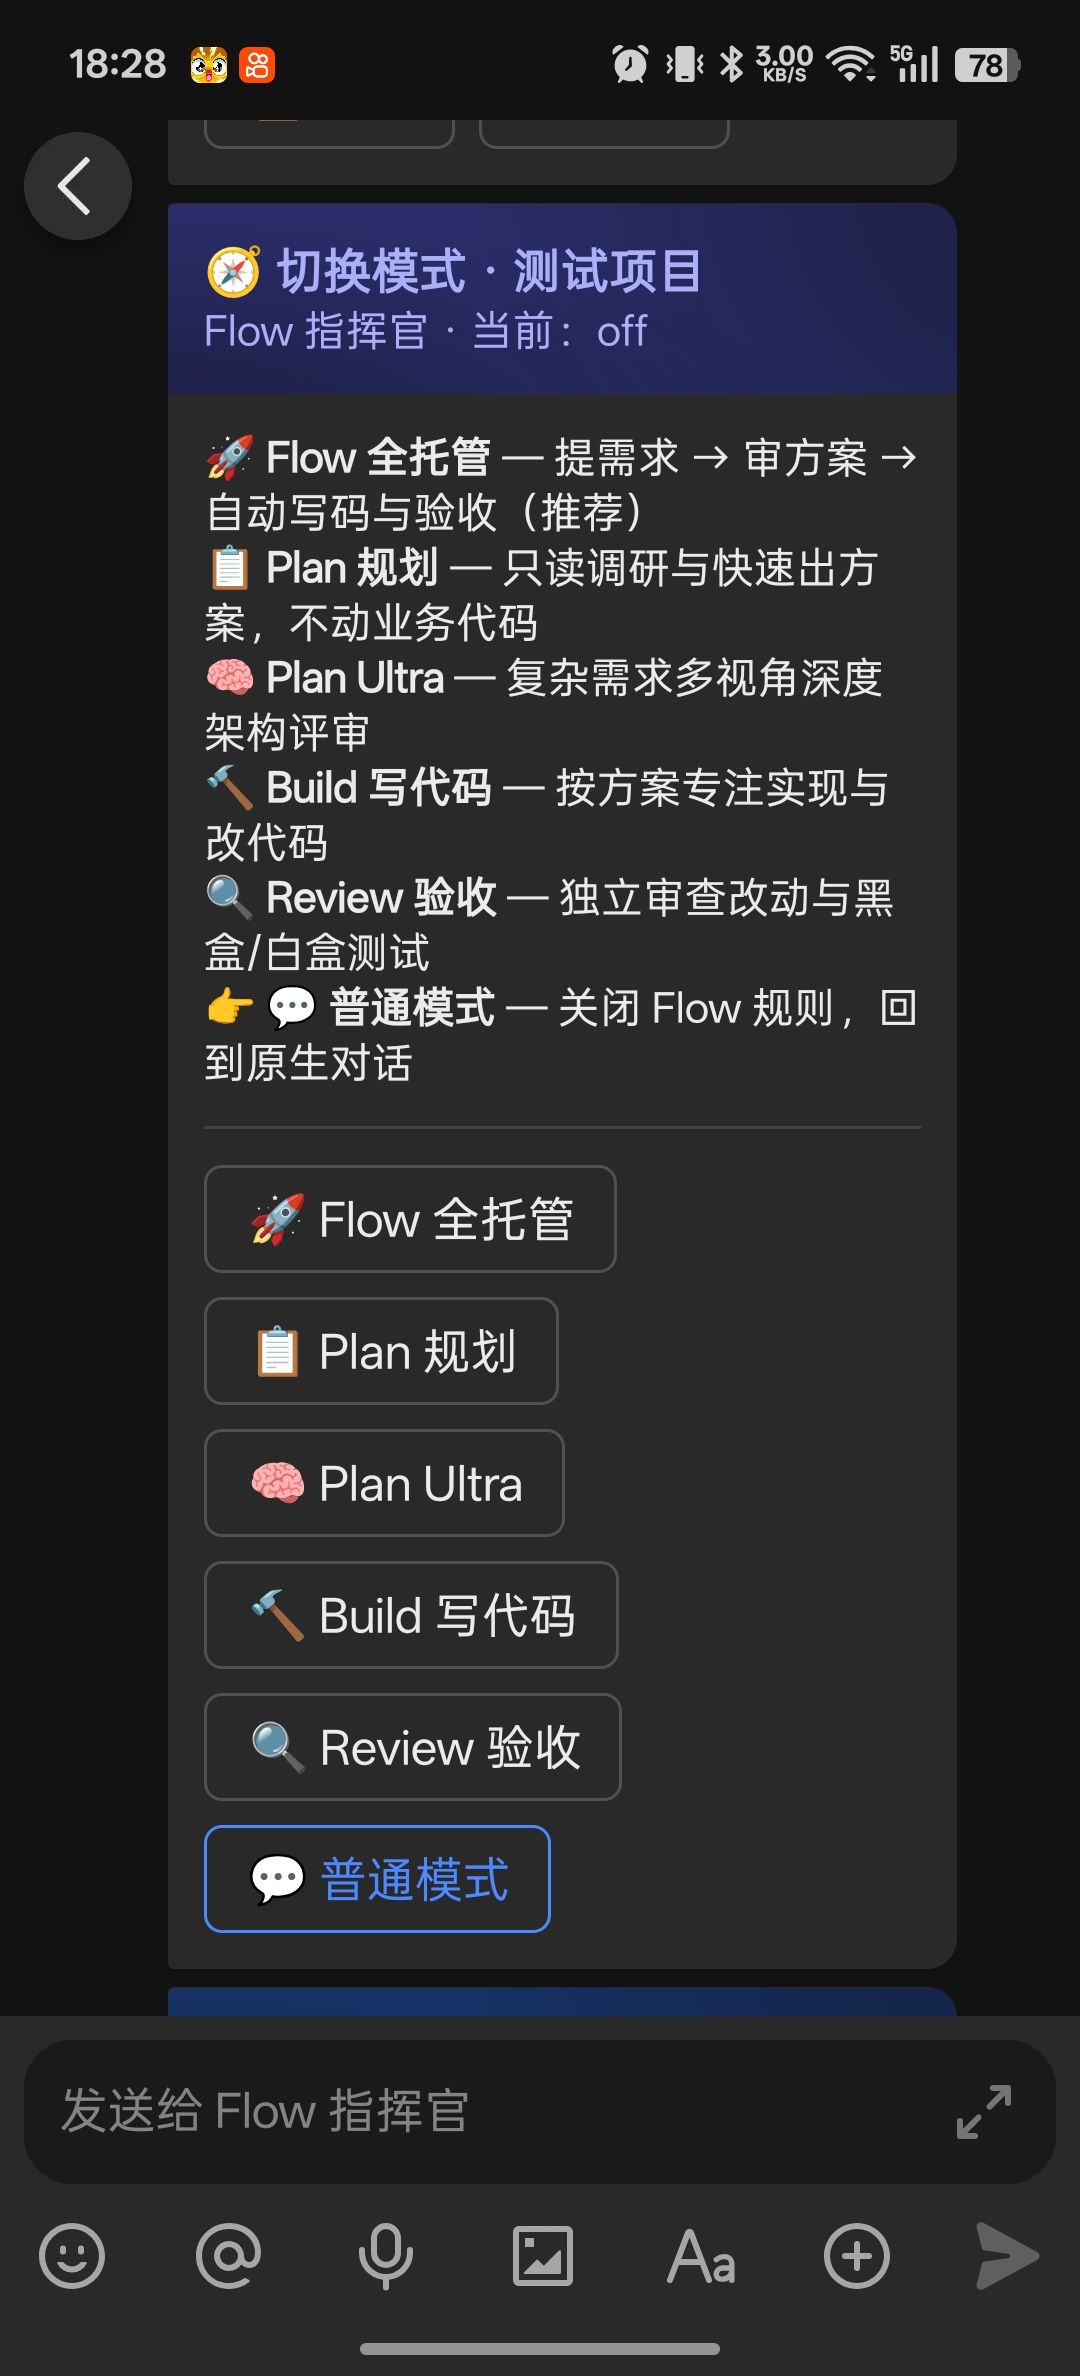 18:28
3.00
KB/S
5G
78
切换模式 · 测试项目
Flow 指挥官 · 当前：off
Flow 全托管 — 提需求 → 审方案 →
自动写码与验收（推荐）
Plan 规划 — 只读调研与快速出方
案，不动业务代码
Plan Ultra — 复杂需求多视角深度
架构评审
Build 写代码 — 按方案专注实现与
改代码
Review 验收 — 独立审查改动与黑
盒/白盒测试
普通模式 — 关闭 Flow 规则，回
到原生对话
Flow 全托管
Plan 规划
Plan Ultra
Build 写代码
Review 验收
普通模式
发送给 Flow 指挥官
Aa